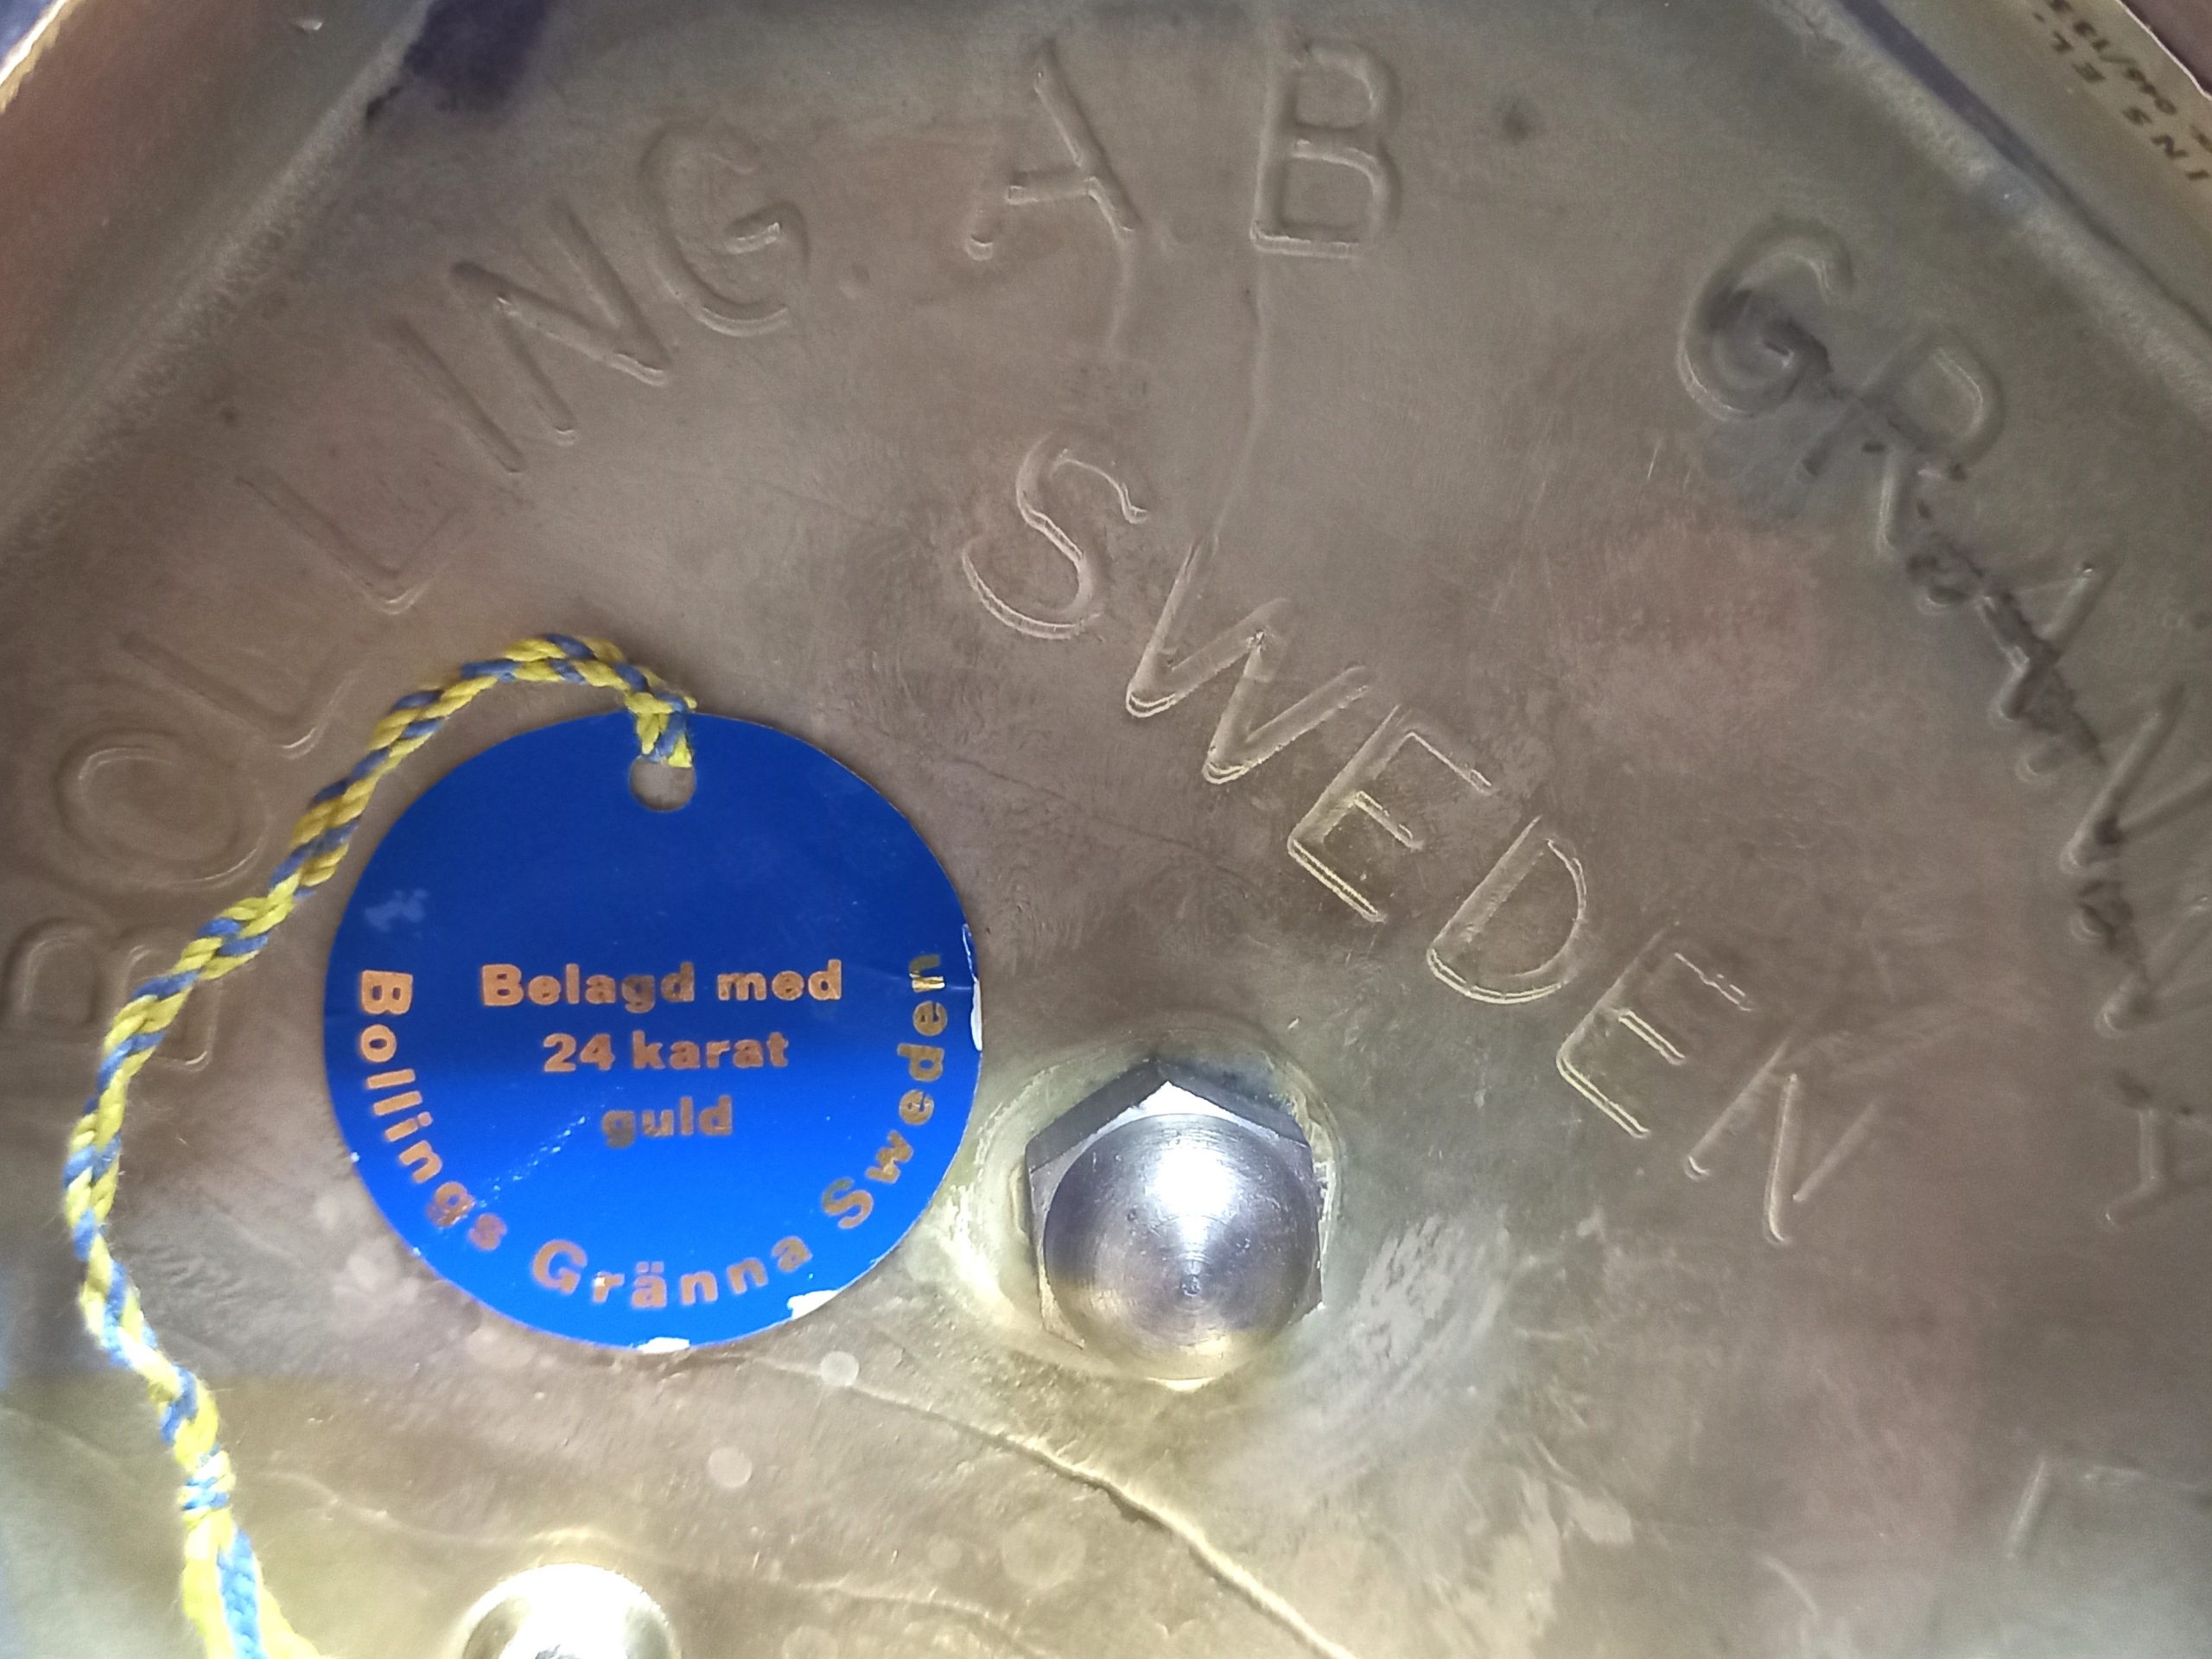 BOLLING. A.B GRÄNNA
SWEDEN
Belagd med
24 karat
guld
Bollings Gränna Sweden